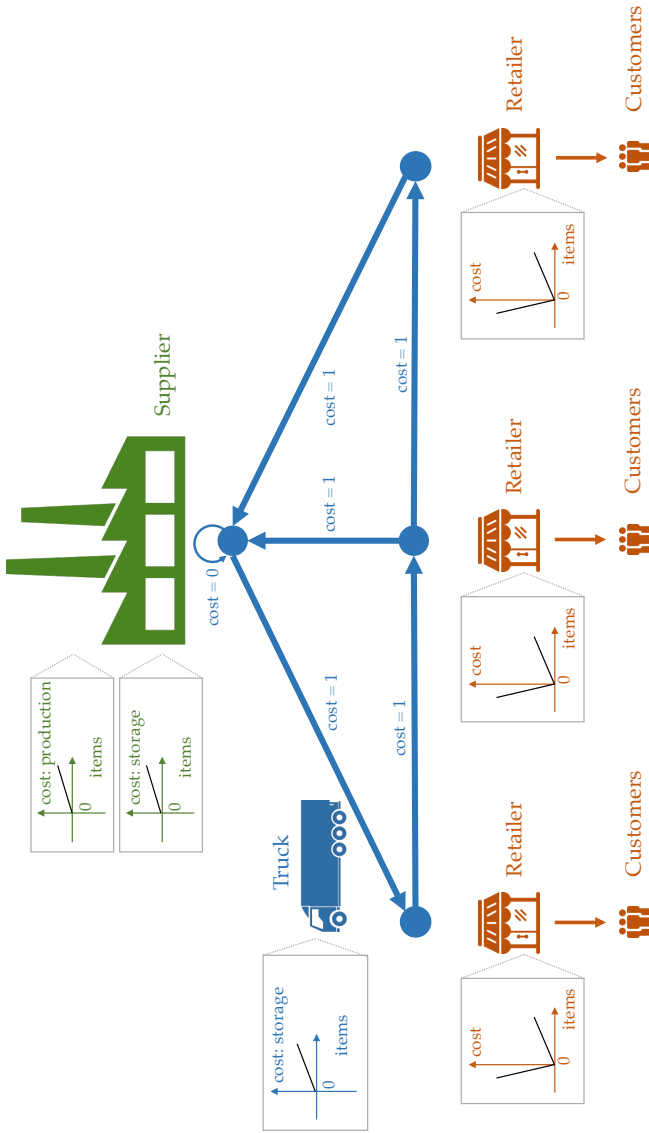 cost: production
items
0
cost: storage
items
0
Supplier
cost: storage
items
0
Truck
cost = 0
cost = 1
cost = 1
cost = 1
cost = 1
cost = 1
cost
items
0
Retailer
Customers
cost
items
0
Retailer
Customers
cost
items
0
Retailer
Customers